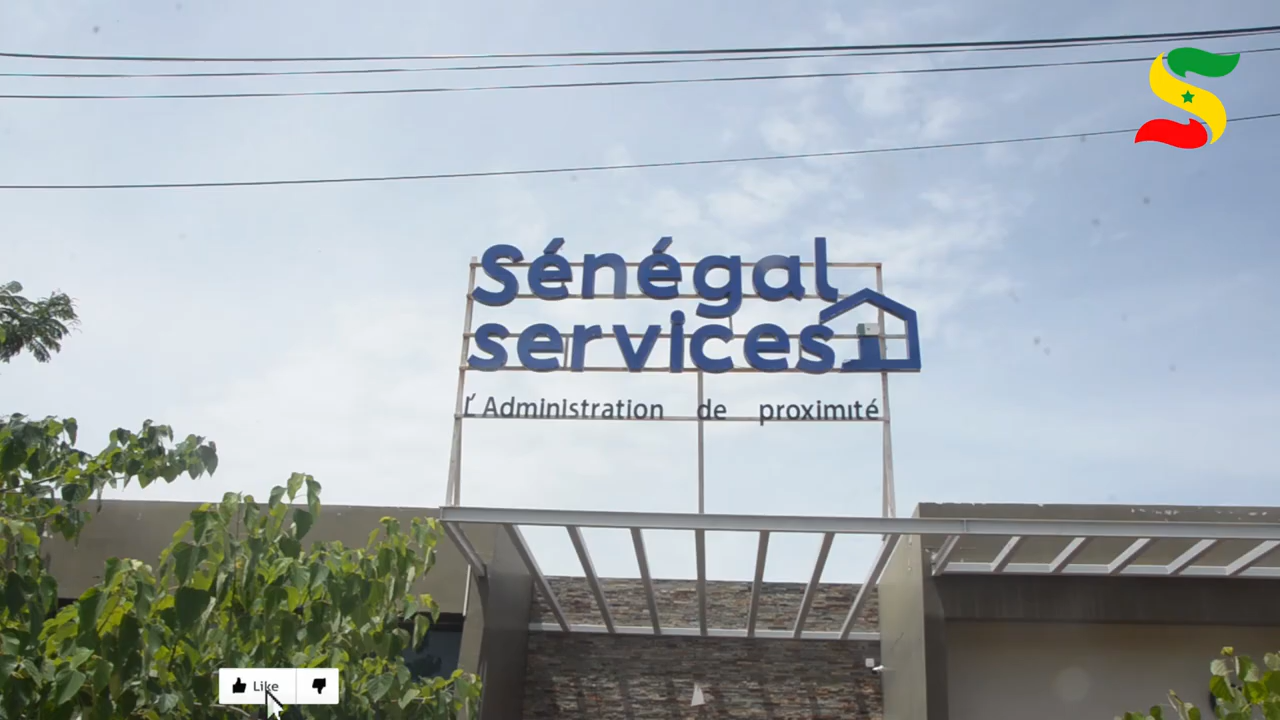 Sénégal
services
L'Administration de proximité
Like